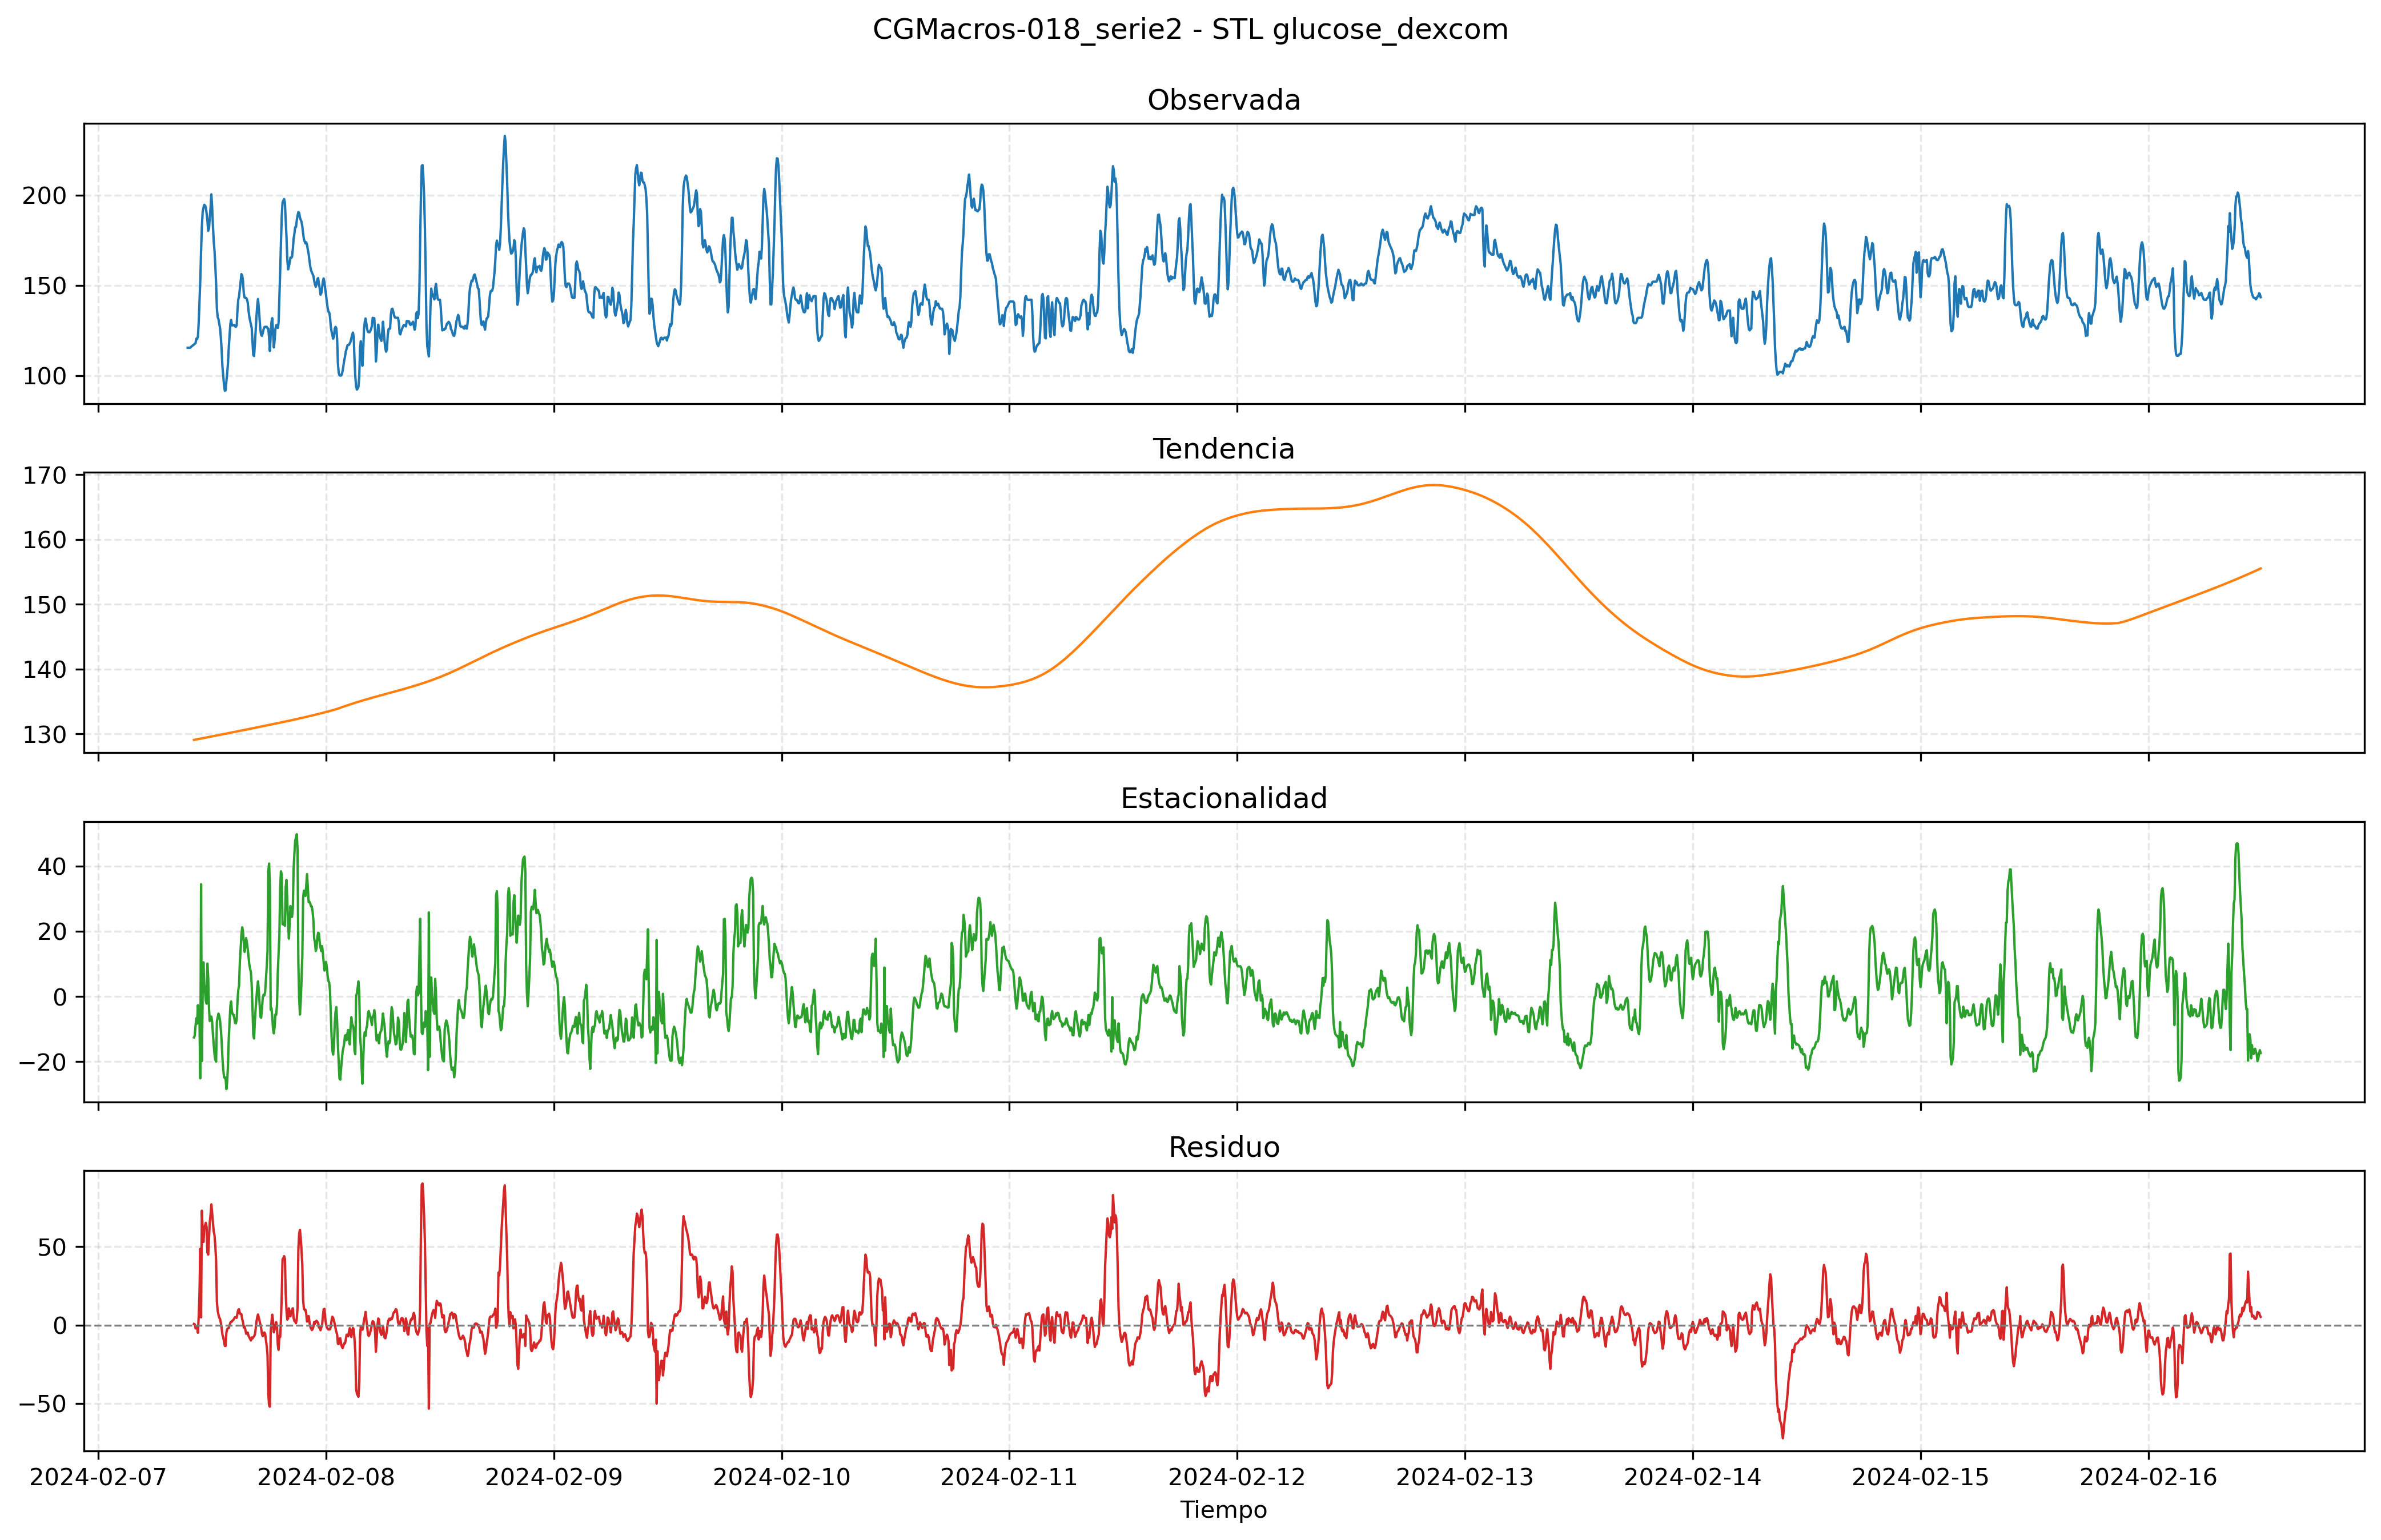 CGMacros-018_serie2 - STL glucose_dexcom
Observada
200
150
100
Tendencia
170
160
150
140
130
Estacionalidad
40
20
0
−20
Residuo
50
0
−50
2024-02-07 2024-02-08 2024-02-09 2024-02-10 2024-02-11 2024-02-12 2024-02-13 2024-02-14 2024-02-15 2024-02-16
Tiempo